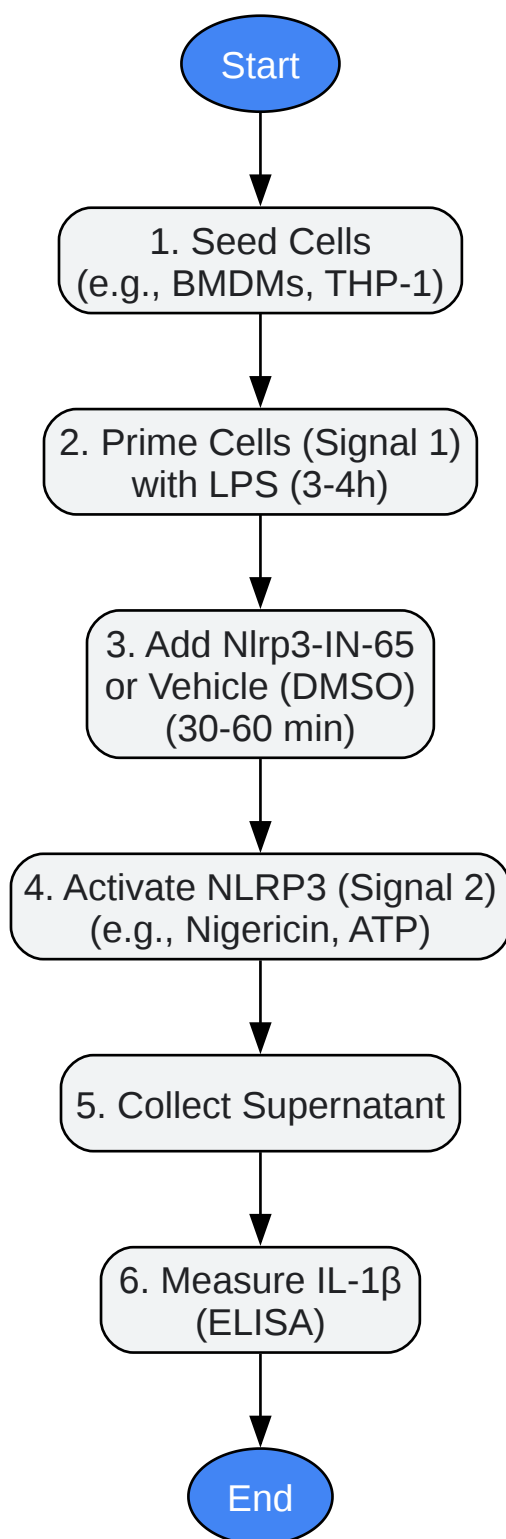 Start
1. Seed Cells
(e.g., BMDMs, THP-1)
2. Prime Cells (Signal 1)
with LPS (3-4h)
3. Add Nlrp3-IN-65
or Vehicle (DMSO)
(30-60 min)
4. Activate NLRP3 (Signal 2)
(e.g., Nigericin, ATP)
5. Collect Supernatant
6. Measure IL-1β
(ELISA)
End